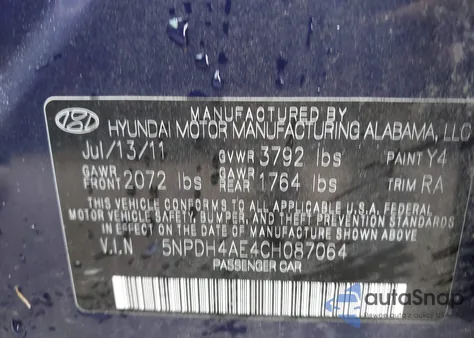 MANUFACTURED BY
HYUNDAI MOTOR MANUFACTURING ALABAMA, LLC
Jul/13/11 GVWR 3792 lbs PAINT Y4
GAWR FRONT 2072 lbs GAWR REAR 1764 lbs TRIM RA
THIS VEHICLE CONFORMS TO ALL APPLICABLE U.S.A. FEDERAL
MOTOR VEHICLE SAFETY, BUMPER, AND THEFT PREVENTION
STANDARDS IN EFFECT ON THE DATE OF MANUFACTURE
SHOWN ABOVE.
V.I.N 5NPDH4AE4CH087064
PASSENGER CAR
autaSnap